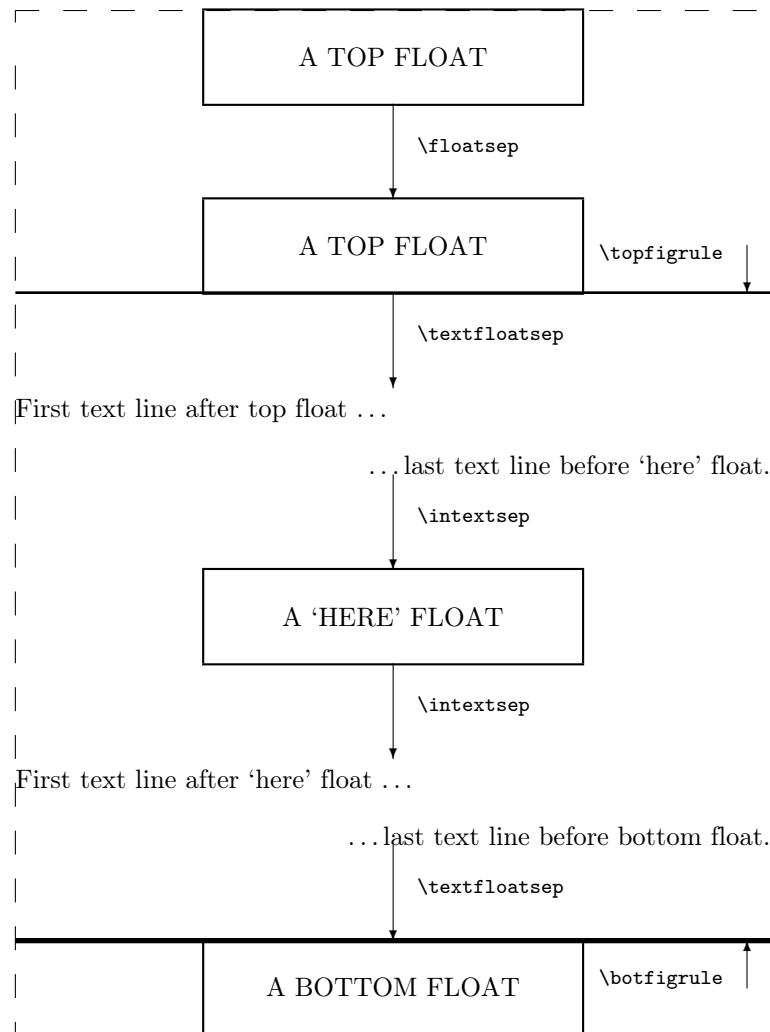 A TOP FLOAT
\floatsep
A TOP FLOAT
\topfigrule
\textfloatsep
First text line after top float ...
...last text line before ‘here’ float.
\intextsep
A ‘HERE’ FLOAT
\intextsep
First text line after ‘here’ float ...
...last text line before bottom float.
\textfloatsep
A BOTTOM FLOAT
\botfigrule